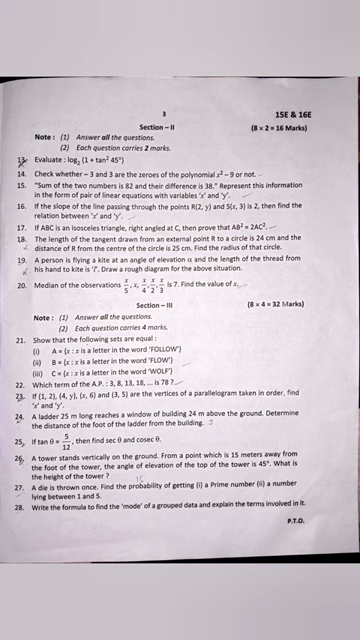 3
15E & 16E
Section – II
(8 × 2 = 16 Marks)
Note : (1) Answer all the questions.
(2) Each question carries 2 marks.
13. Evaluate : log₂ (1 + tan² 45°)
14. Check whether – 3 and 3 are the zeroes of the polynomial x² – 9 or not.
15. "Sum of the two numbers is 82 and their difference is 38." Represent this information
in the form of pair of linear equations with variables 'x' and 'y'.
16. If the slope of the line passing through the points R(2, y) and S(x, 3) is 2, then find the
relation between 'x' and 'y'.
17. If ABC is an isosceles triangle, right angled at C, then prove that AB² = 2AC².
18. The length of the tangent drawn from an external point R to a circle is 24 cm and the
distance of R from the centre of the circle is 25 cm. Find the radius of that circle.
19. A person is flying a kite at an angle of elevation α and the length of the thread from
his hand to kite is 'l'. Draw a rough diagram for the above situation.
20. Median of the observations x/5, x, x/4, x/2, x/3 is 7. Find the value of x.
Section – III
(8 × 4 = 32 Marks)
Note : (1) Answer all the questions.
(2) Each question carries 4 marks.
21. Show that the following sets are equal :
(i) A = {x : x is a letter in the word 'FOLLOW'}
(ii) B = {x : x is a letter in the word 'FLOW'}
(iii) C = {x : x is a letter in the word 'WOLF'}
22. Which term of the A.P. : 3, 8, 13, 18, ... is 78 ?
23. If (1, 2), (4, y), (x, 6) and (3, 5) are the vertices of a parallelogram taken in order, find
'x' and 'y'.
24. A ladder 25 m long reaches a window of building 24 m above the ground. Determine
the distance of the foot of the ladder from the building.
25. If tan θ = 5/12, then find sec θ and cosec θ.
26. A tower stands vertically on the ground. From a point which is 15 meters away from
the foot of the tower, the angle of elevation of the top of the tower is 45°. What is
the height of the tower ?
15
27. A die is thrown once. Find the probability of getting (i) a Prime number (ii) a number
lying between 1 and 5.
28. Write the formula to find the 'mode' of a grouped data and explain the terms involved in it.
P.T.O.